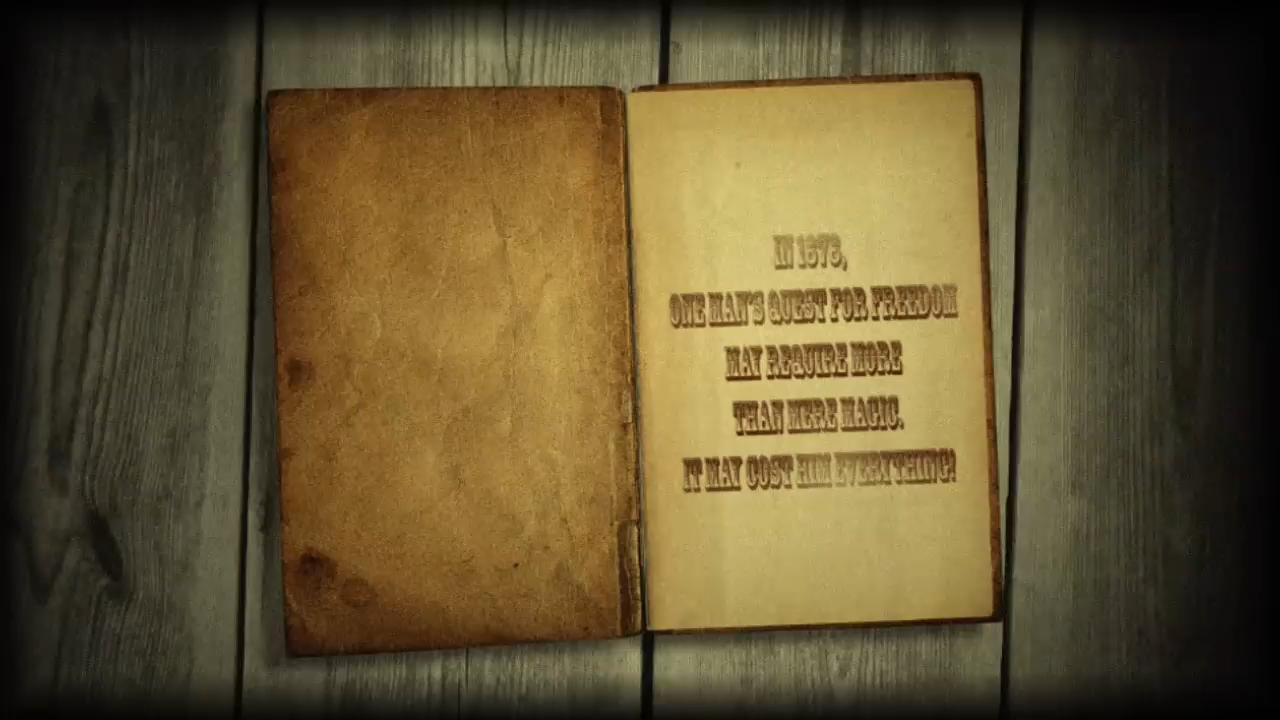 IN 1878,
ONE MAN'S QUEST FOR FREEDOM
MAY REQUIRE MORE
THAN MERE MAGIC.
IT MAY COST HIM EVERYTHING!